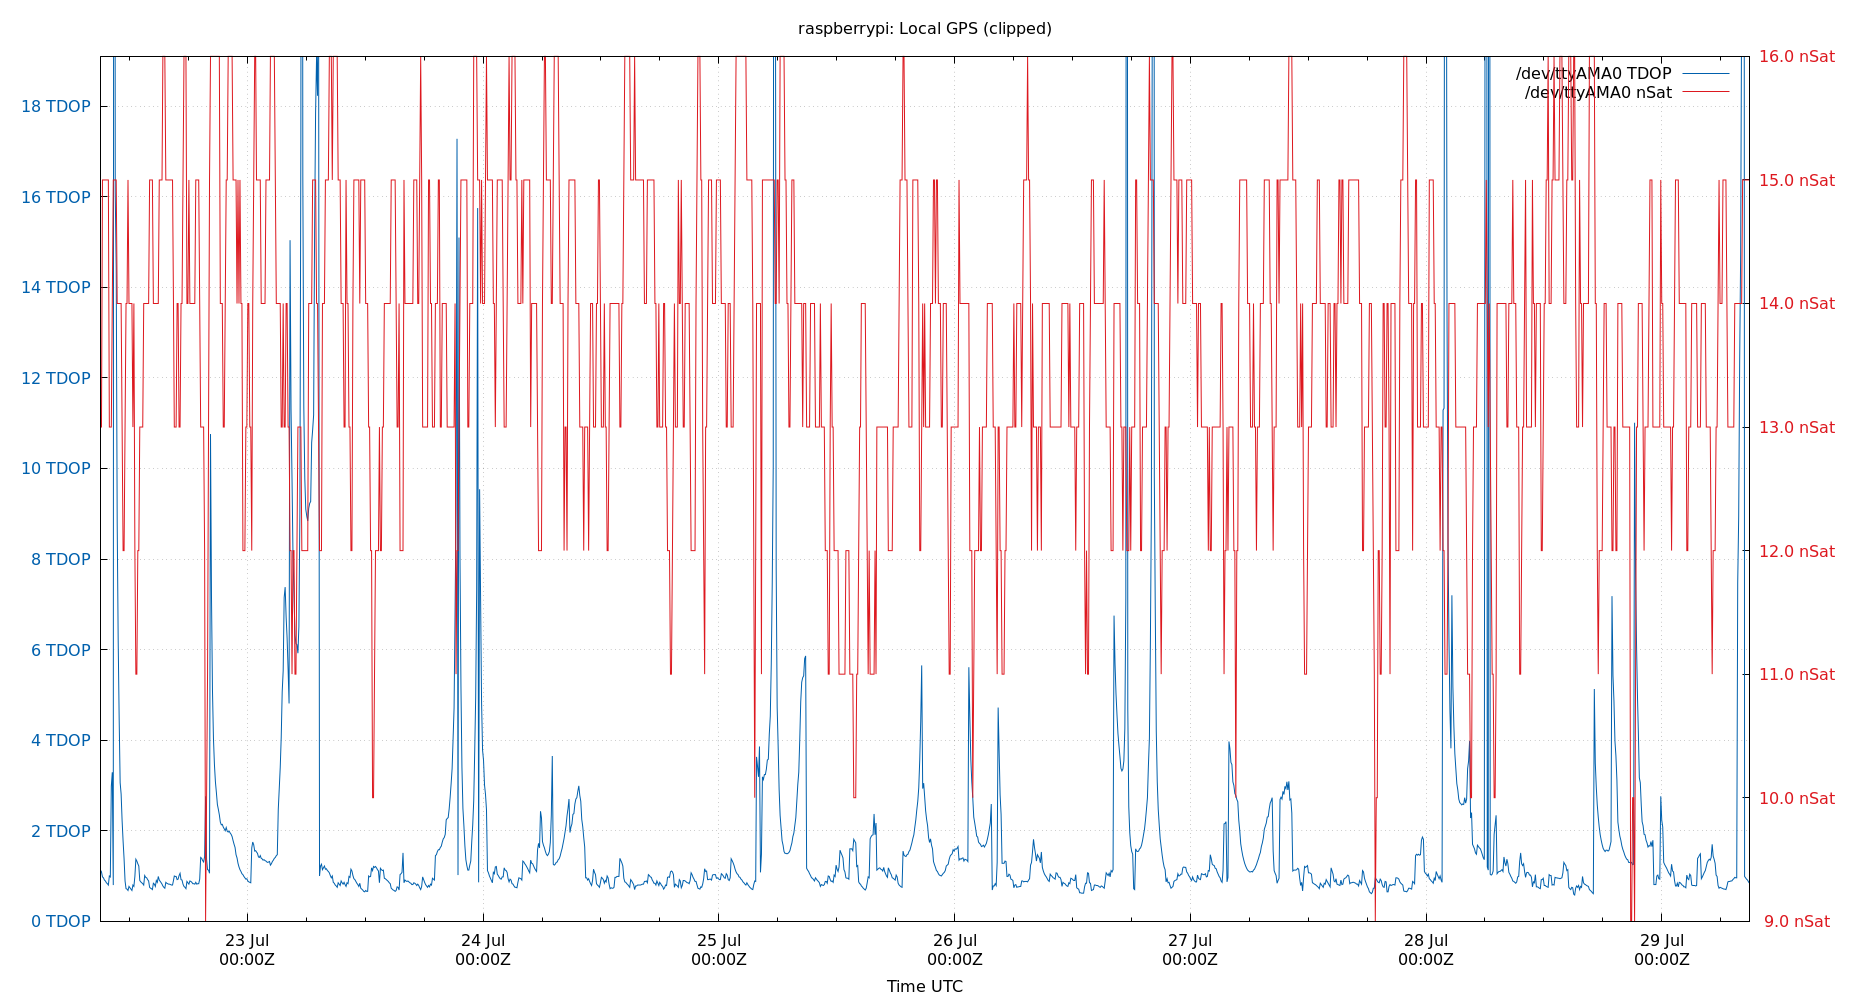 raspberrypi: Local GPS (clipped)
/dev/ttyAMA0 TDOP
/dev/ttyAMA0 nSat
18 TDOP
16 TDOP
14 TDOP
12 TDOP
10 TDOP
8 TDOP
6 TDOP
4 TDOP
2 TDOP
0 TDOP
16.0 nSat
15.0 nSat
14.0 nSat
13.0 nSat
12.0 nSat
11.0 nSat
10.0 nSat
9.0 nSat
23 Jul
00:00Z
24 Jul
00:00Z
25 Jul
00:00Z
26 Jul
00:00Z
27 Jul
00:00Z
28 Jul
00:00Z
29 Jul
00:00Z
Time UTC